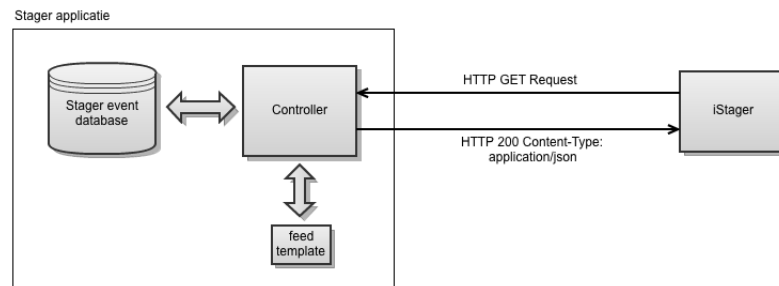 Stager applicatie
Stager event
database
Controller
HTTP GET Request
iStager
HTTP 200 Content-Type:
application/json
feed
template